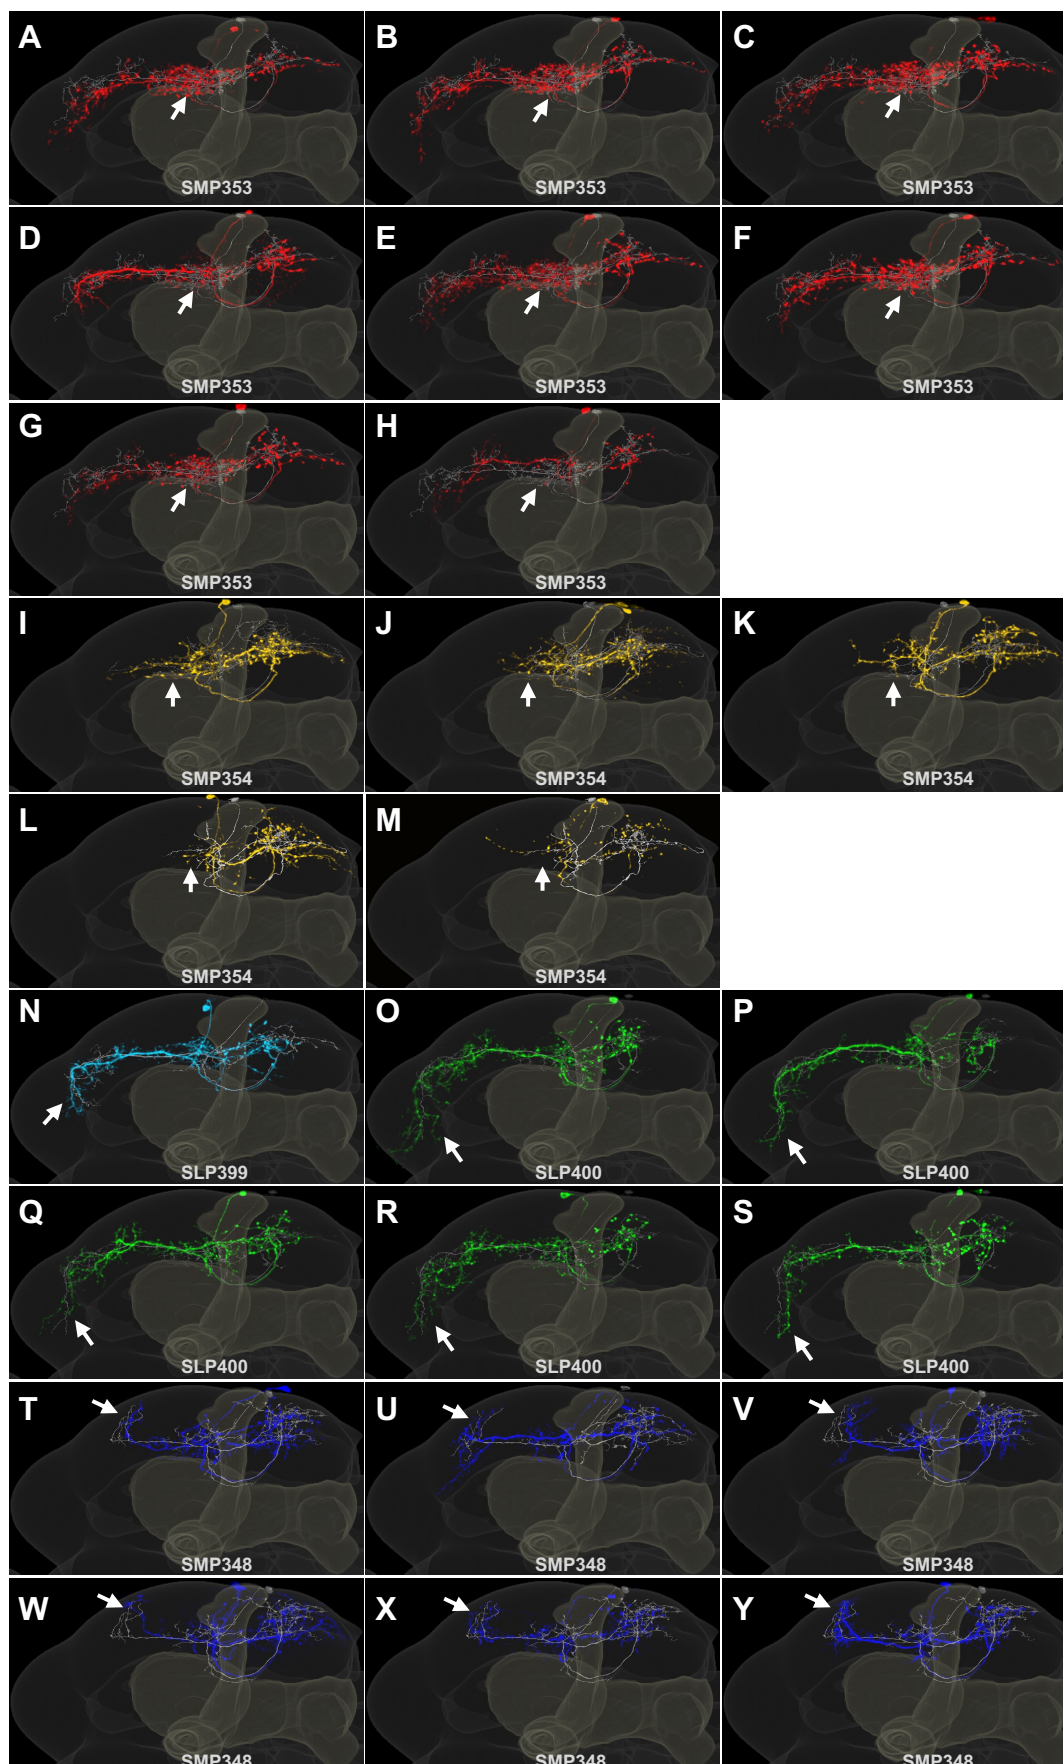 A B C
SMP353 SMP353 SMP353
D E F
SMP353 SMP353 SMP353
G H
SMP353 SMP353
I J K
SMP354 SMP354 SMP354
L M
SMP354 SMP354
N O P
SLP399 SLP400 SLP400
Q R S
SLP400 SLP400 SLP400
T U V
SMP348 SMP348 SMP348
W X Y
SMP348 SMP348 SMP348